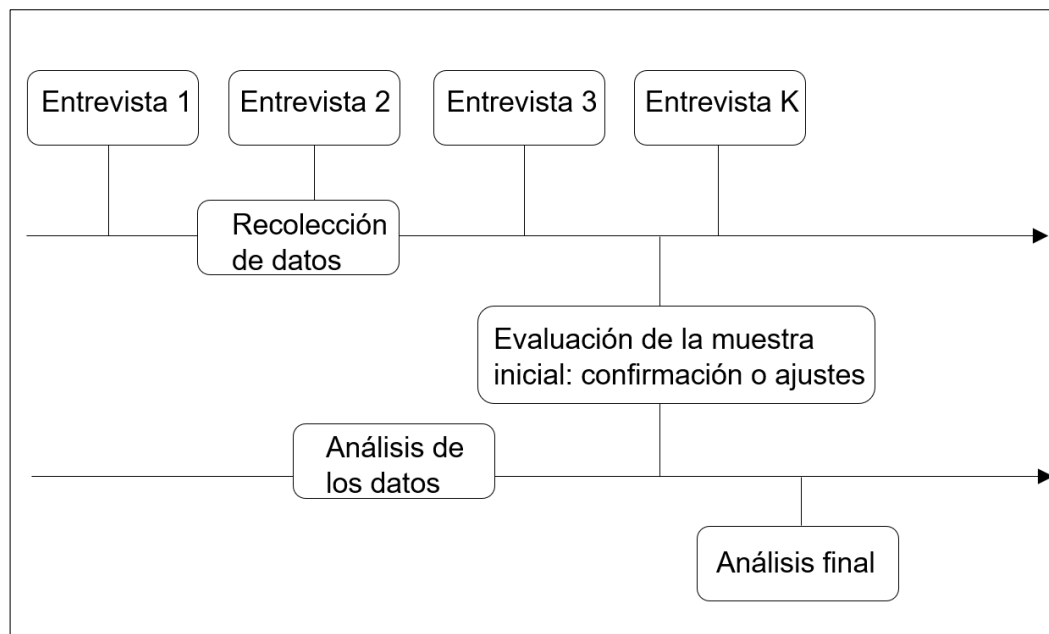 Entrevista 1
Entrevista 2
Entrevista 3
Entrevista K
Recolección
de datos
Evaluación de la muestra
inicial: confirmación o ajustes
Análisis de
los datos
Análisis final